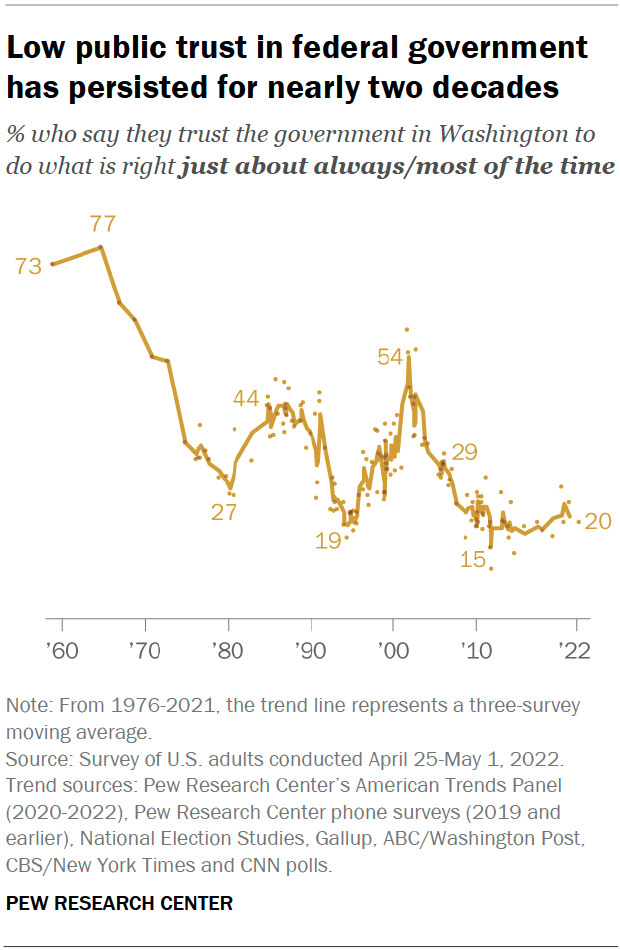 Low public trust in federal government
has persisted for nearly two decades
% who say they trust the government in Washington to
do what is right just about always/most of the time
77
73
54
44
29
27
20
19
15
’60 ’70 ’80 ’90 ’00 ’10 ’22
Note: From 1976-2021, the trend line represents a three-survey
moving average.
Source: Survey of U.S. adults conducted April 25-May 1, 2022.
Trend sources: Pew Research Center’s American Trends Panel
(2020-2022), Pew Research Center phone surveys (2019 and
earlier), National Election Studies, Gallup, ABC/Washington Post,
CBS/New York Times and CNN polls.
PEW RESEARCH CENTER